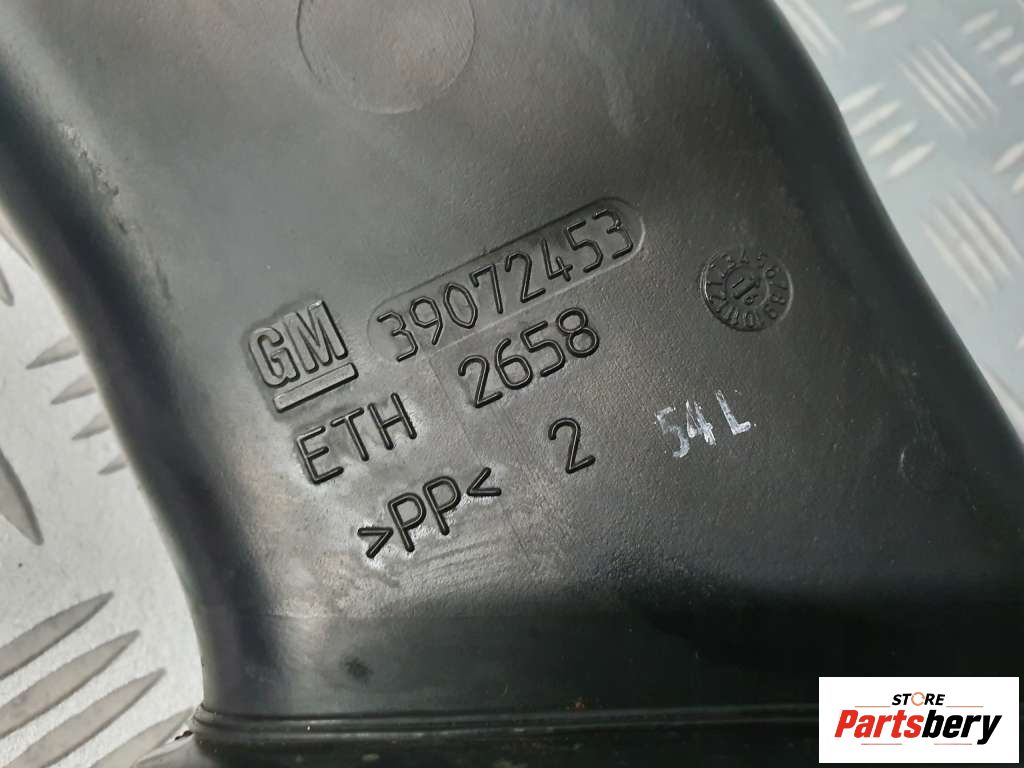 GM 39072453
ETH 2658
>PP< 2
54L
STORE
Partsbery